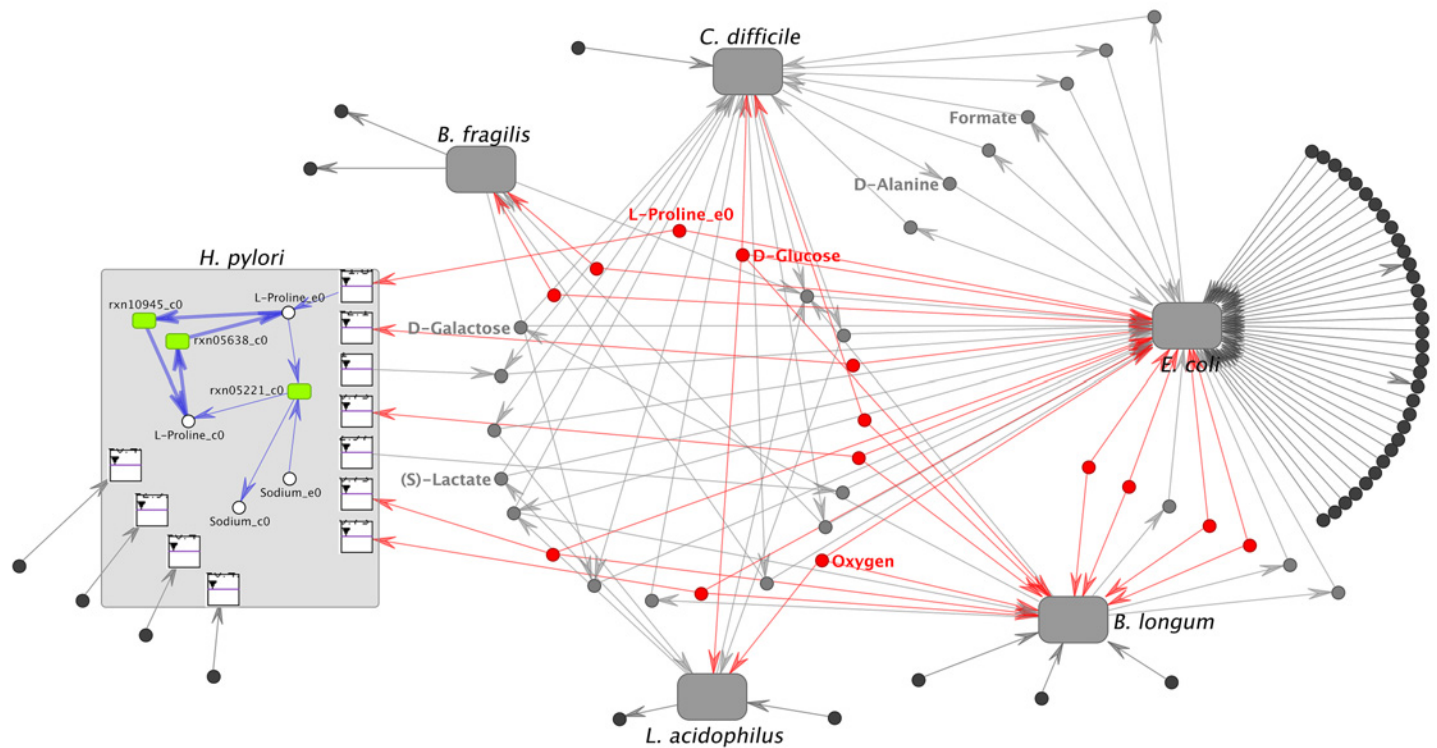 C. difficile
B. fragilis
Formate
D-Alanine
L-Proline_e0
D-Glucose
H. pylori
L-Proline_e0
rxn10945_c0
rxn05638_c0
D-Galactose
E. coli
rxn05221_c0
L-Proline_c0
(S)-Lactate
Sodium_e0
Sodium_c0
Oxygen
B. longum
L. acidophilus